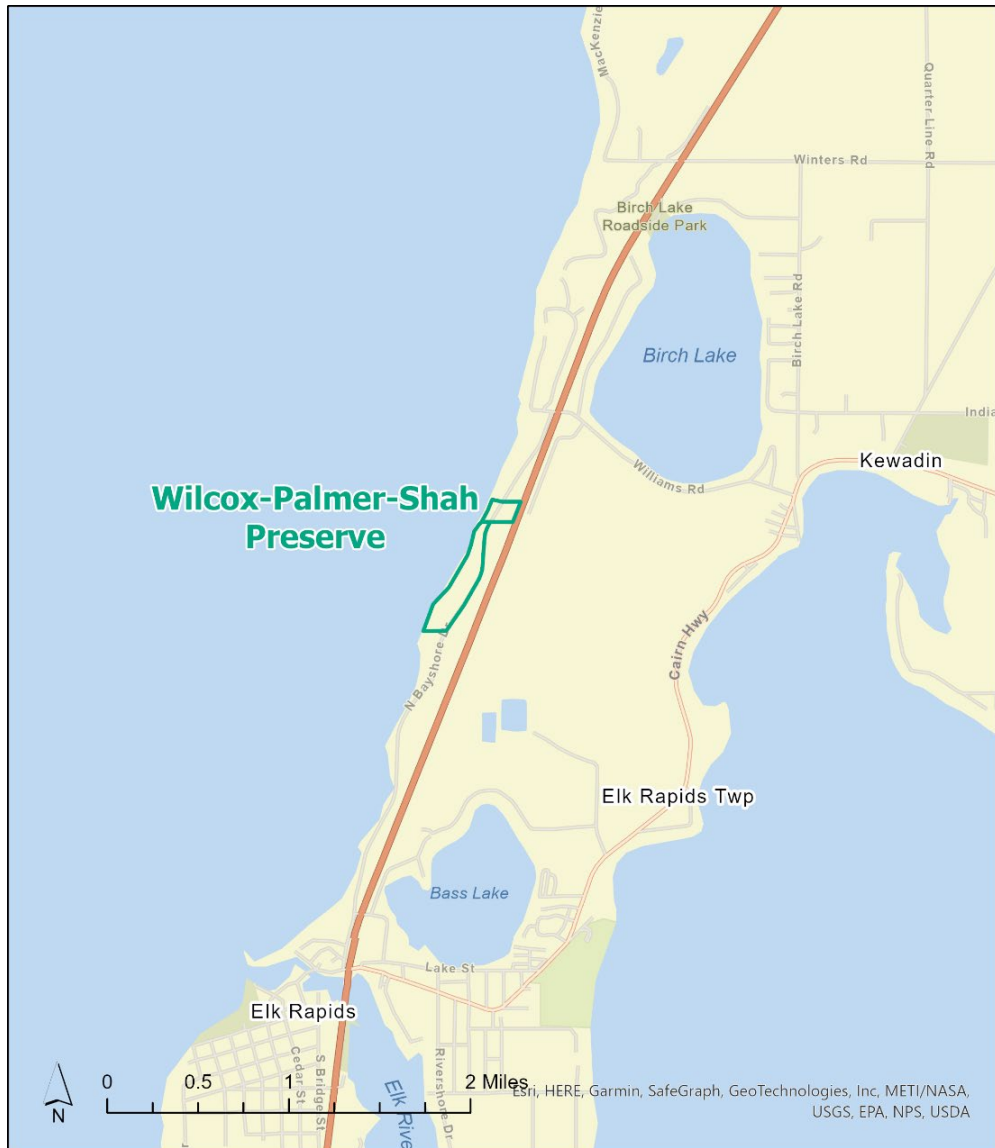 MacKenzie
Quarter Line Rd
Winters Rd
Birch Lake
Roadside Park
Birch Lake Rd
Birch Lake
India
Kewadin
Williams Rd
Wilcox-Palmer-Shah
Preserve
Cairn Hwy
N Bayshore Dr
Elk Rapids Twp
Bass Lake
Lake St
Elk Rapids
Cedar St
S Bridge St
Elk River
Rivershore Dr
N
0 0.5 1 2 Miles
Esri, HERE, Garmin, SafeGraph, GeoTechnologies, Inc, METI/NASA,
USGS, EPA, NPS, USDA